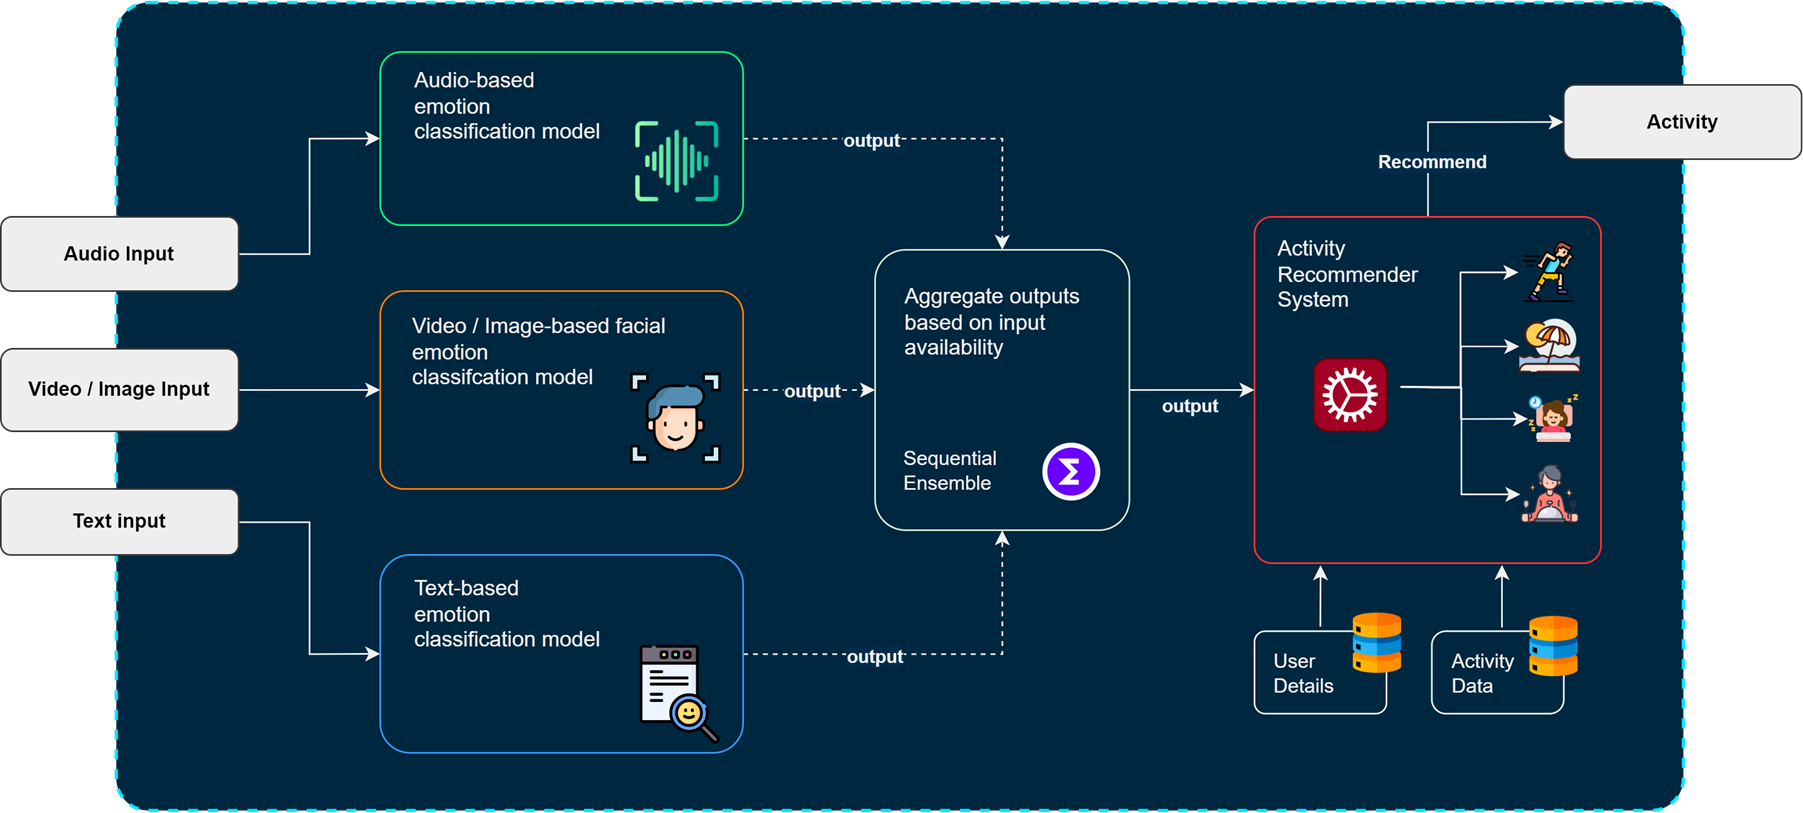 Audio Input
Video / Image Input
Text input
Audio-based
emotion
classification model
Video / Image-based facial
emotion
classifcation model
Text-based
emotion
classification model
output
output
output
Aggregate outputs
based on input
availability
Sequential
Ensemble
output
Activity
Recommender
System
Recommend
Activity
User
Details
Activity
Data